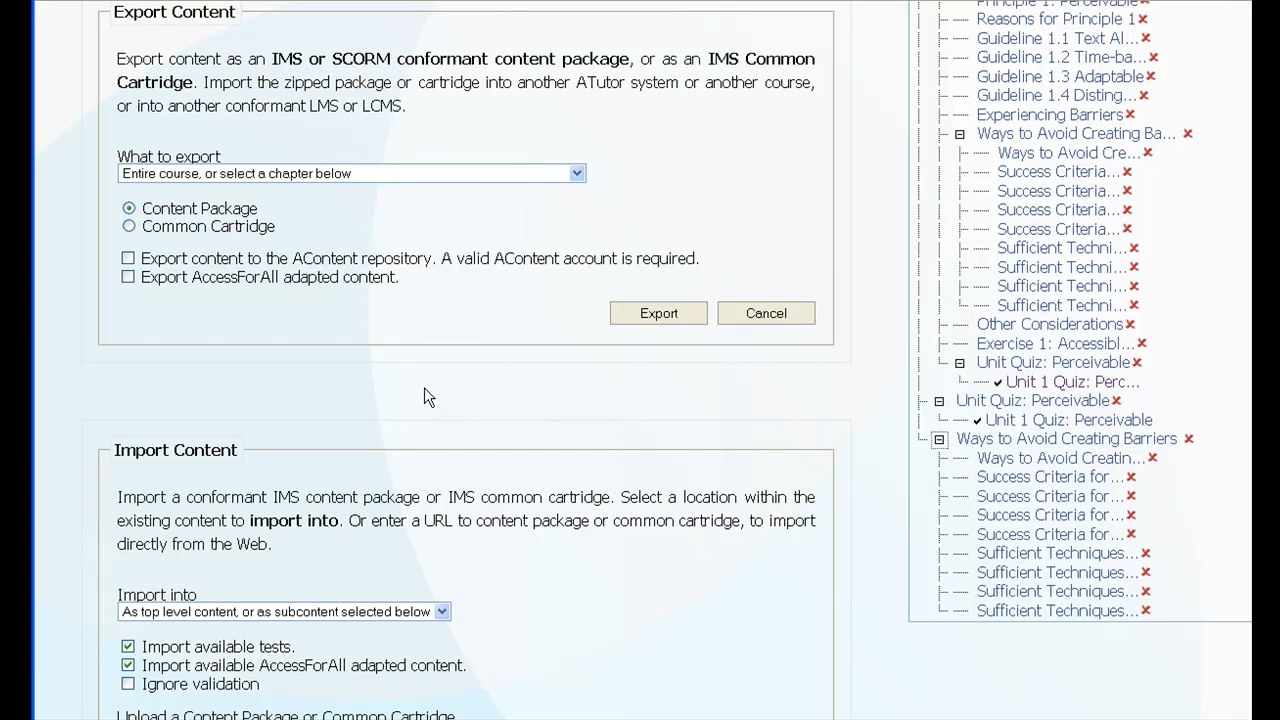 Export Content
Export content as an IMS or SCORM conformant content package, or as an IMS Common
Cartridge. Import the zipped package or cartridge into another ATutor system or another course,
or into another conformant LMS or LCMS.
What to export
Entire course, or select a chapter below
Content Package
Common Cartridge
Export content to the AContent repository. A valid AContent account is required.
Export AccessForAll adapted content.
Export
Cancel
Import Content
Import a conformant IMS content package or IMS common cartridge. Select a location within the
existing content to import into. Or enter a URL to content package or common cartridge, to import
directly from the Web.
Import into
As top level content, or as subcontent selected below
Import available tests.
Import available AccessForAll adapted content.
Ignore validation
Upload a Content Package or Common Cartridge
Principle 1: Perceivable
Reasons for Principle 1
Guideline 1.1 Text Al...
Guideline 1.2 Time-ba...
Guideline 1.3 Adaptable
Guideline 1.4 Disting...
Experiencing Barriers
Ways to Avoid Creating Ba...
Ways to Avoid Cre...
Success Criteria...
Success Criteria...
Success Criteria...
Success Criteria...
Sufficient Techni...
Sufficient Techni...
Sufficient Techni...
Sufficient Techni...
Other Considerations
Exercise 1: Accessibl...
Unit Quiz: Perceivable
Unit 1 Quiz: Perc...
Unit Quiz: Perceivable
Unit 1 Quiz: Perceivable
Ways to Avoid Creating Barriers
Ways to Avoid Creatin...
Success Criteria for...
Success Criteria for...
Success Criteria for...
Success Criteria for...
Sufficient Techniques...
Sufficient Techniques...
Sufficient Techniques...
Sufficient Techniques...